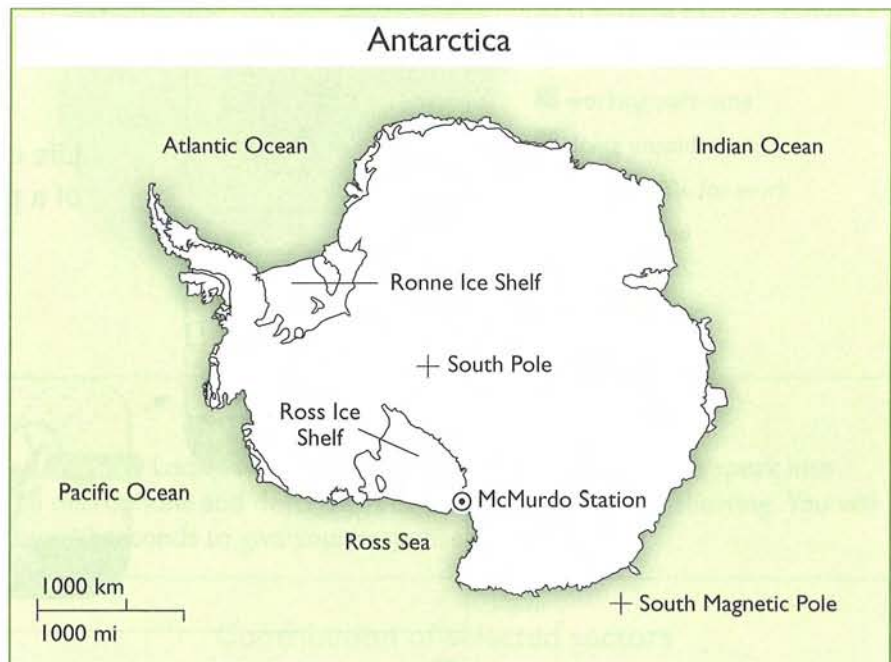 Antarctica
Atlantic Ocean
Indian Ocean
Ronne Ice Shelf
South Pole
Ross Ice
Shelf
Pacific Ocean
McMurdo Station
Ross Sea
1000 km
1000 mi
South Magnetic Pole